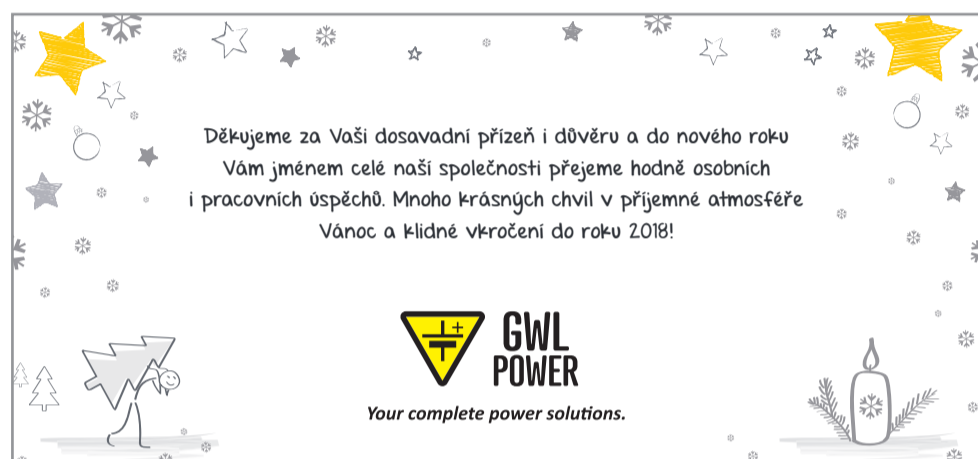 Děkujeme za Vaši dosavadní přízeň i důvěru a do nového roku
Vám jménem celé naší společnosti přejeme hodně osobních
i pracovních úspěchů. Mnoho krásných chvil v příjemné atmosféře
Vánoc a klidné vkročení do roku 2018!
GWL
POWER
Your complete power solutions.